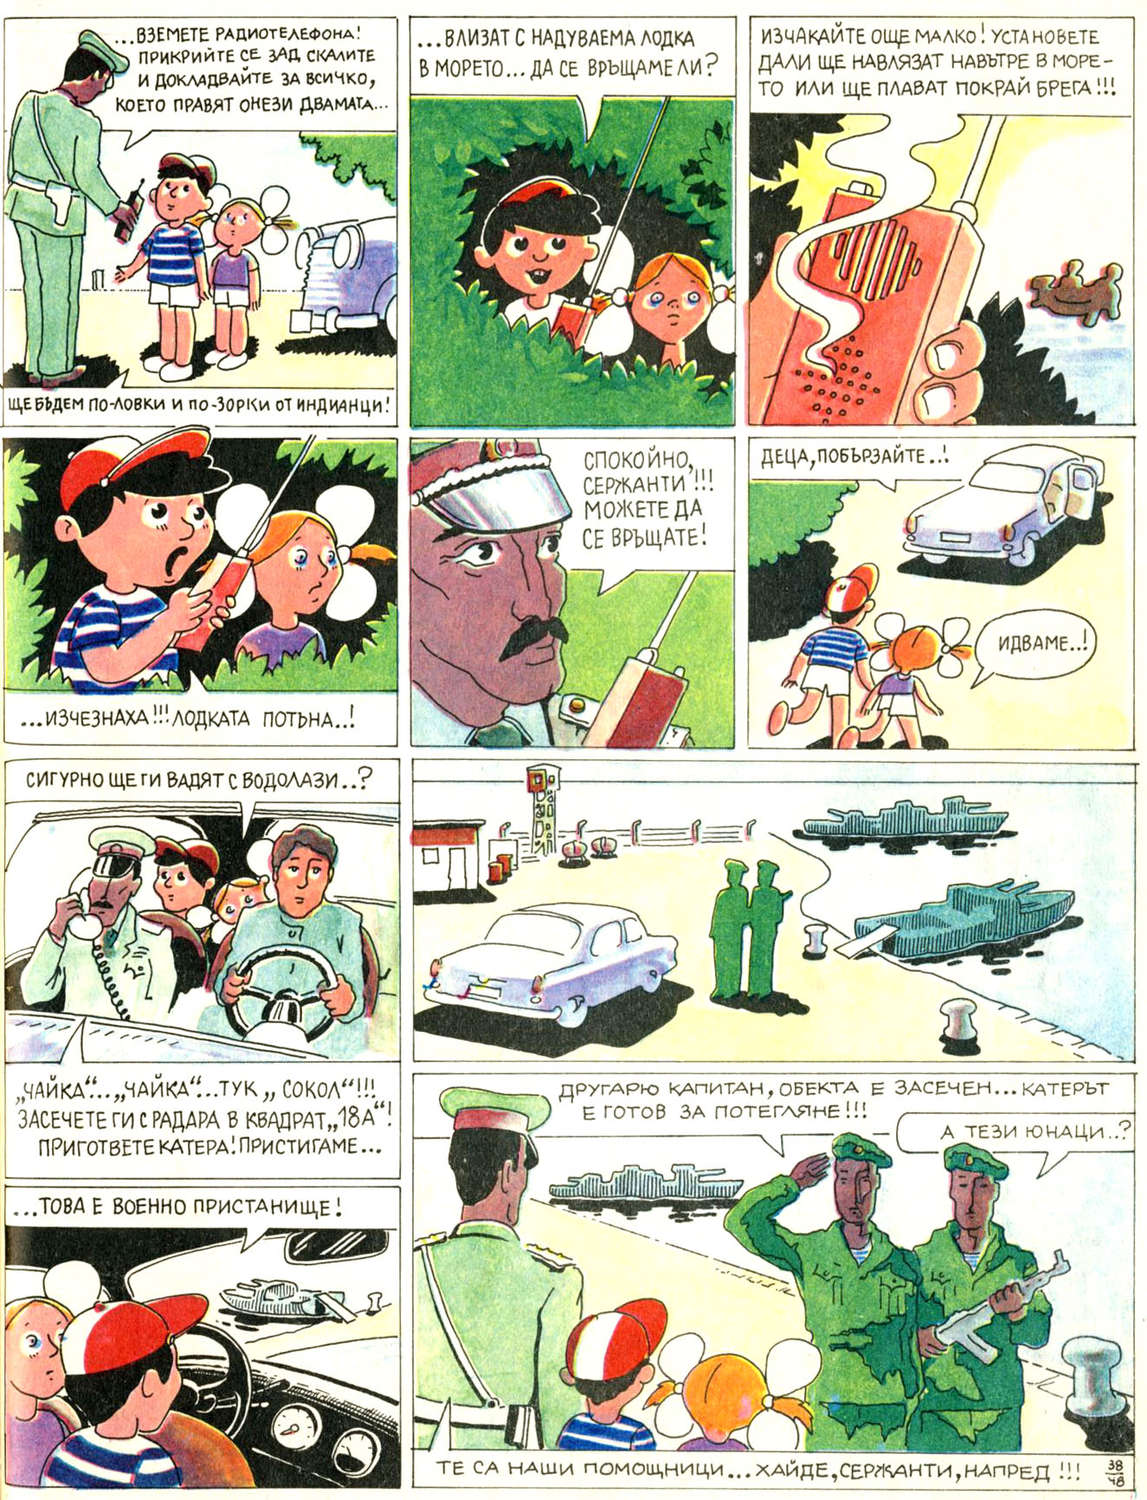 ...ВЗЕМЕТЕ РАДИОТЕЛЕФОНА!
ПРИКРИЙТЕ СЕ ЗАД СКАЛИТЕ
И ДОКЛАДВАЙТЕ ЗА ВСИЧКО,
КОЕТО ПРАВЯТ ОНЕЗИ ДВАМАТА...
ЩЕ БЪДЕМ ПО-ЛОВКИ И ПО-ЗОРКИ ОТ ИНДИАНЦИ!
...ВЛИЗАТ С НАДУВАЕМА ЛОДКА
В МОРЕТО... ДА СЕ ВРЪЩАМЕ ЛИ?
ИЗЧАКАЙТЕ ОЩЕ МАЛКО! УСТАНОВЕТЕ
ДАЛИ ЩЕ НАВЛЯЗАТ НАВЪТРЕ В МОРЕ-
ТО ИЛИ ЩЕ ПЛАВАТ ПОКРАЙ БРЕГА!!!
...ИЗЧЕЗНАХА!!! ЛОДКАТА ПОТЪНА..!
СПОКОЙНО,
СЕРЖАНТИ!!!
МОЖЕТЕ ДА
СЕ ВРЪЩАТЕ!
ДЕЦА, ПОБЪРЗАЙТЕ..!
ИДВАМЕ..!
СИГУРНО ЩЕ ГИ ВАДЯТ С ВОДОЛАЗИ..?
„ЧАЙКА“...„ЧАЙКА“...ТУК „СОКОЛ“!!!
ЗАСЕЧЕТЕ ГИ С РАДАРА В КВАДРАТ „18А“!
ПРИГОТВЕТЕ КАТЕРА! ПРИСТИГАМЕ...
...ТОВА Е ВОЕННО ПРИСТАНИЩЕ!
ДРУГАРЮ КАПИТАН, ОБЕКТА Е ЗАСЕЧЕН... КАТЕРЪТ
Е ГОТОВ ЗА ПОТЕГЛЯНЕ!!!
А ТЕЗИ ЮНАЦИ..?
ТЕ СА НАШИ ПОМОЩНИЦИ... ХАЙДЕ, СЕРЖАНТИ, НАПРЕД!!!
38
48